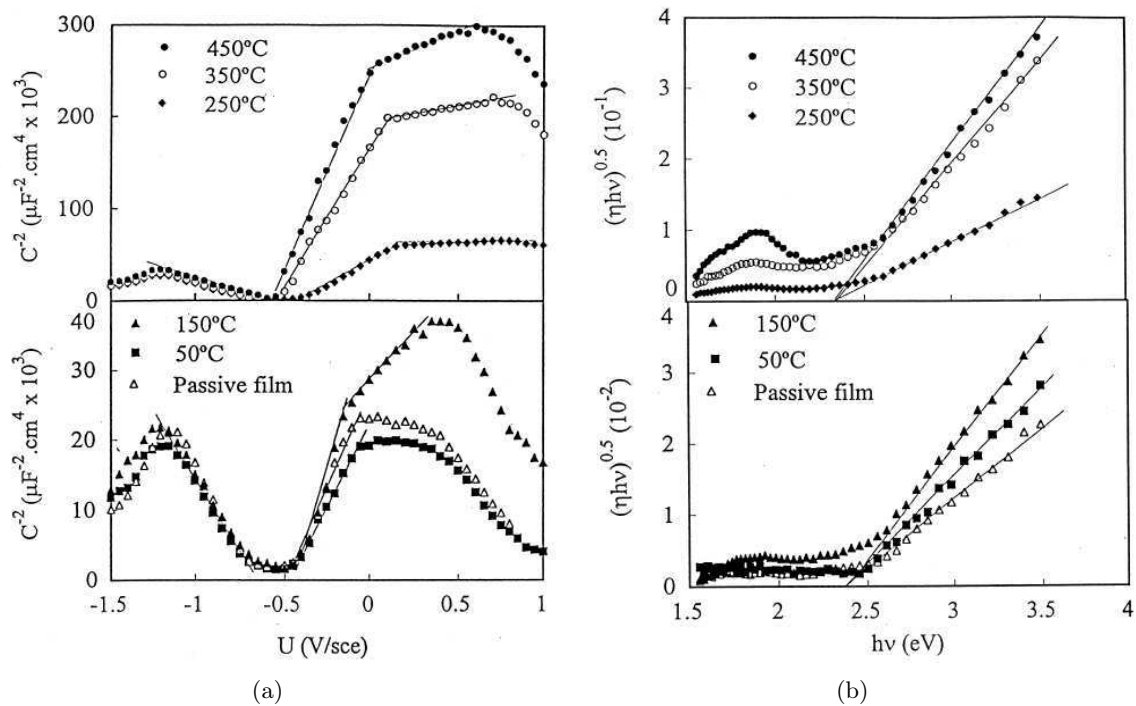 300
200
100
0
C⁻² (μF⁻².cm⁴ x 10³)
450ºC
350ºC
250ºC
40
30
20
10
0
C⁻² (μF⁻².cm⁴ x 10³)
150ºC
50ºC
Passive film
-1.5
-1
-0.5
0
0.5
1
U (V/sce)
(a)
4
3
2
1
0
(ηhν)⁰·⁵ (10⁻¹)
450ºC
350ºC
250ºC
4
3
2
1
0
(ηhν)⁰·⁵ (10⁻²)
150ºC
50ºC
Passive film
1.5
2
2.5
3
3.5
4
hν (eV)
(b)